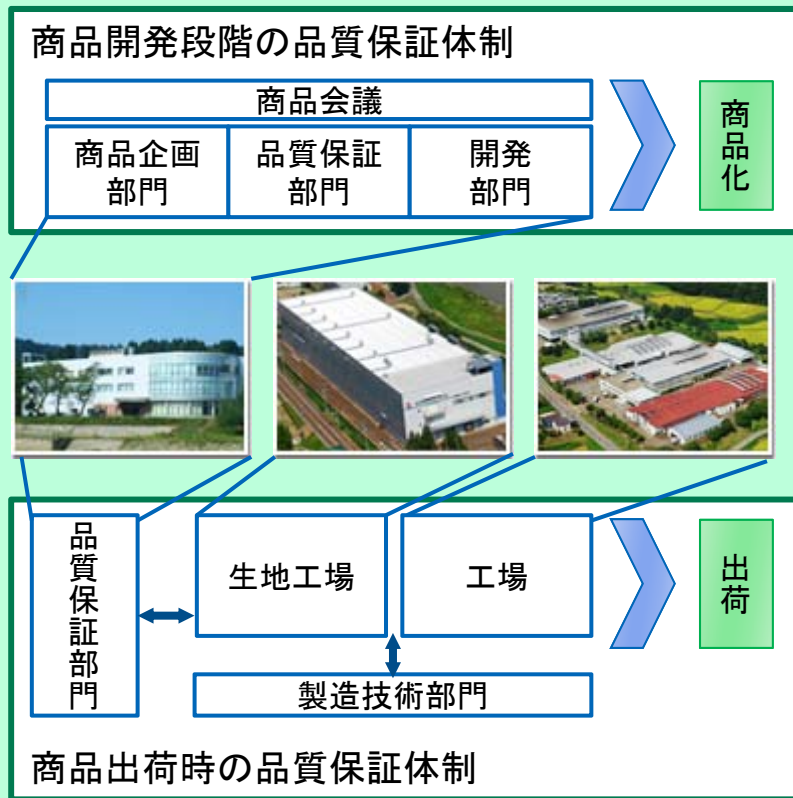 商品開発段階の品質保証体制
商品会議
商品企画
部門
品質保証
部門
開発
部門
商品化
品質保証部門
生地工場
工場
出荷
製造技術部門
商品出荷時の品質保証体制